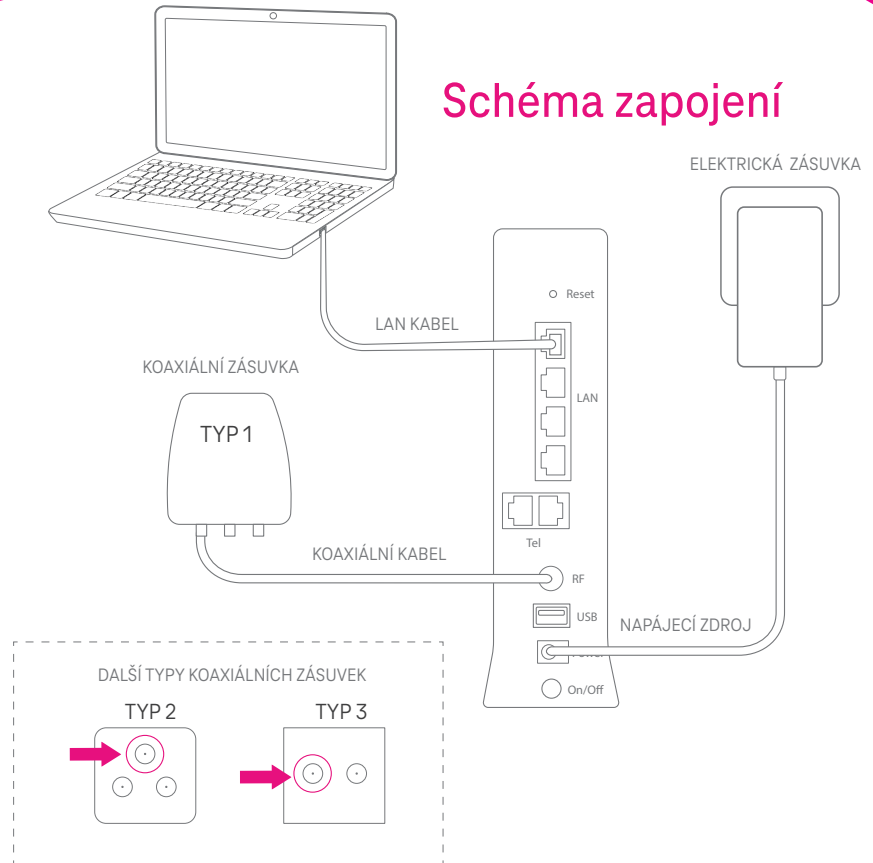 Schéma zapojení
ELEKTRICKÁ ZÁSUVKA
Reset
LAN KABEL
KOAXIÁLNÍ ZÁSUVKA
LAN
TYP 1
Tel
KOAXIÁLNÍ KABEL
RF
USB
NAPÁJECÍ ZDROJ
On/Off
DALŠÍ TYPY KOAXIÁLNÍCH ZÁSUVEK
TYP 2
TYP 3